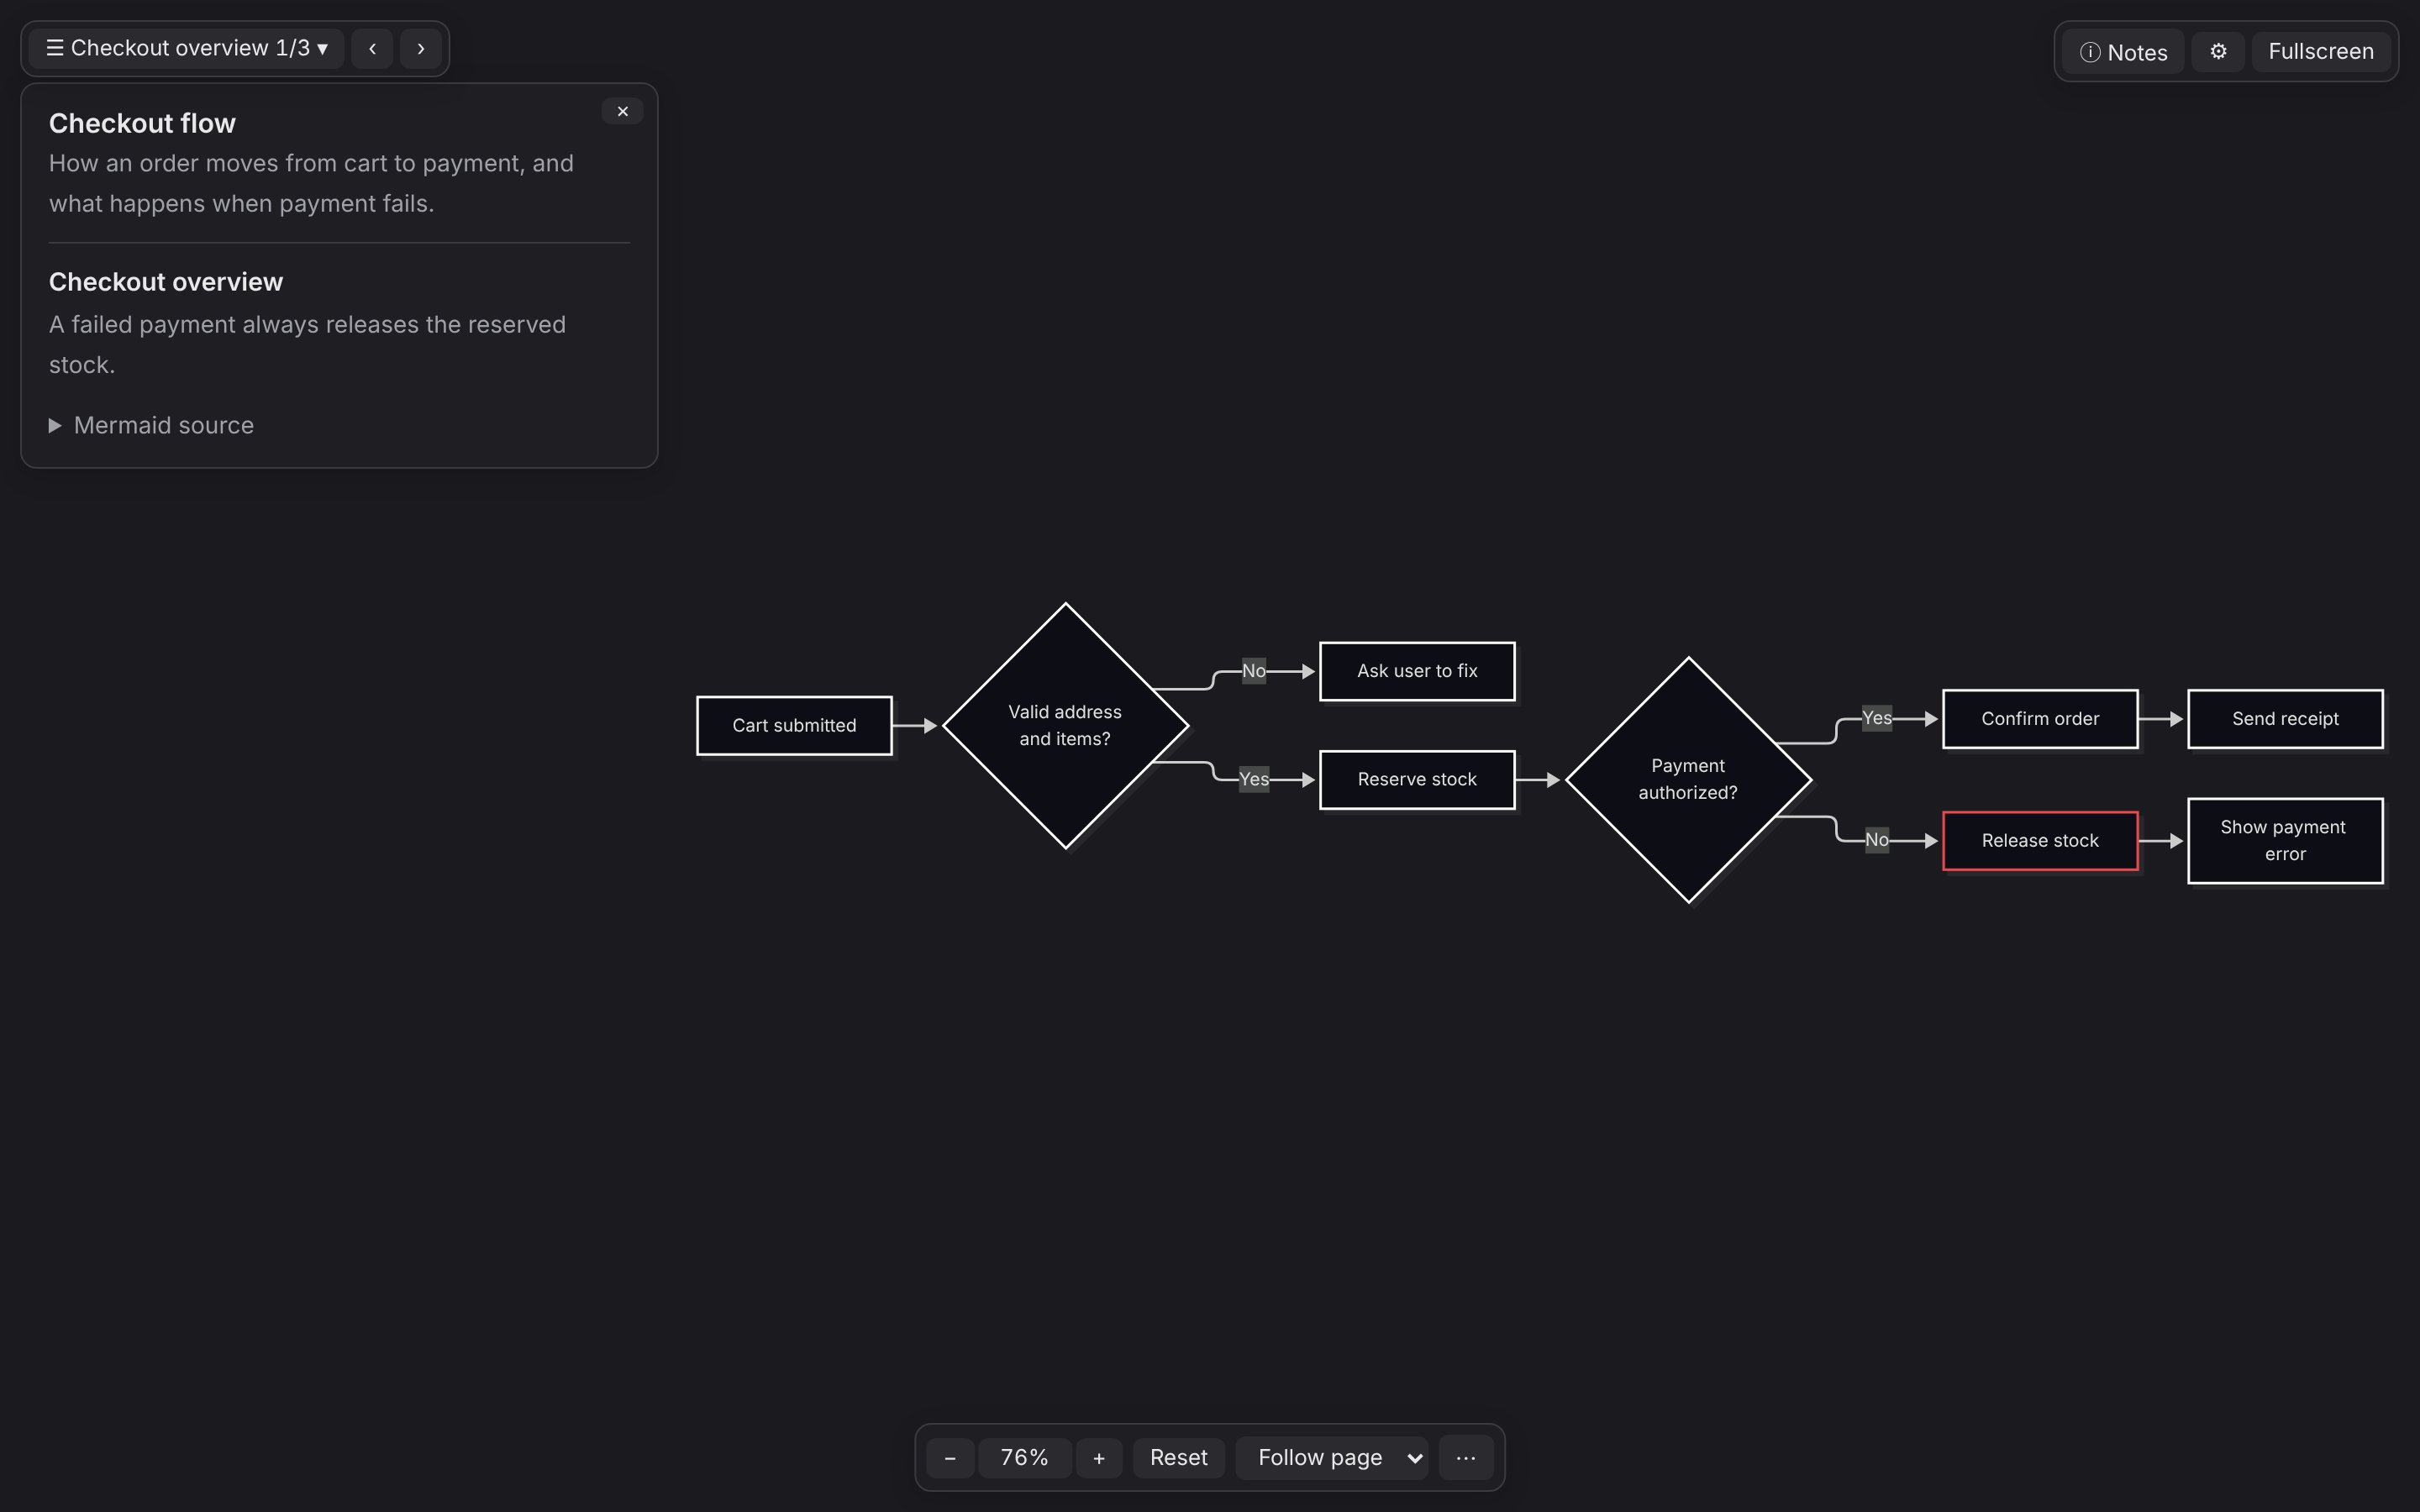 ☰ Checkout overview 1/3 ▾
‹
›
ⓘ Notes
⚙
Fullscreen
×
Checkout flow
How an order moves from cart to payment, and
what happens when payment fails.
Checkout overview
A failed payment always releases the reserved
stock.
▶ Mermaid source
Cart submitted
Valid address
and items?
No
Yes
Ask user to fix
Reserve stock
Payment
authorized?
Yes
No
Confirm order
Send receipt
Release stock
Show payment
error
−
76%
+
Reset
Follow page
⋯